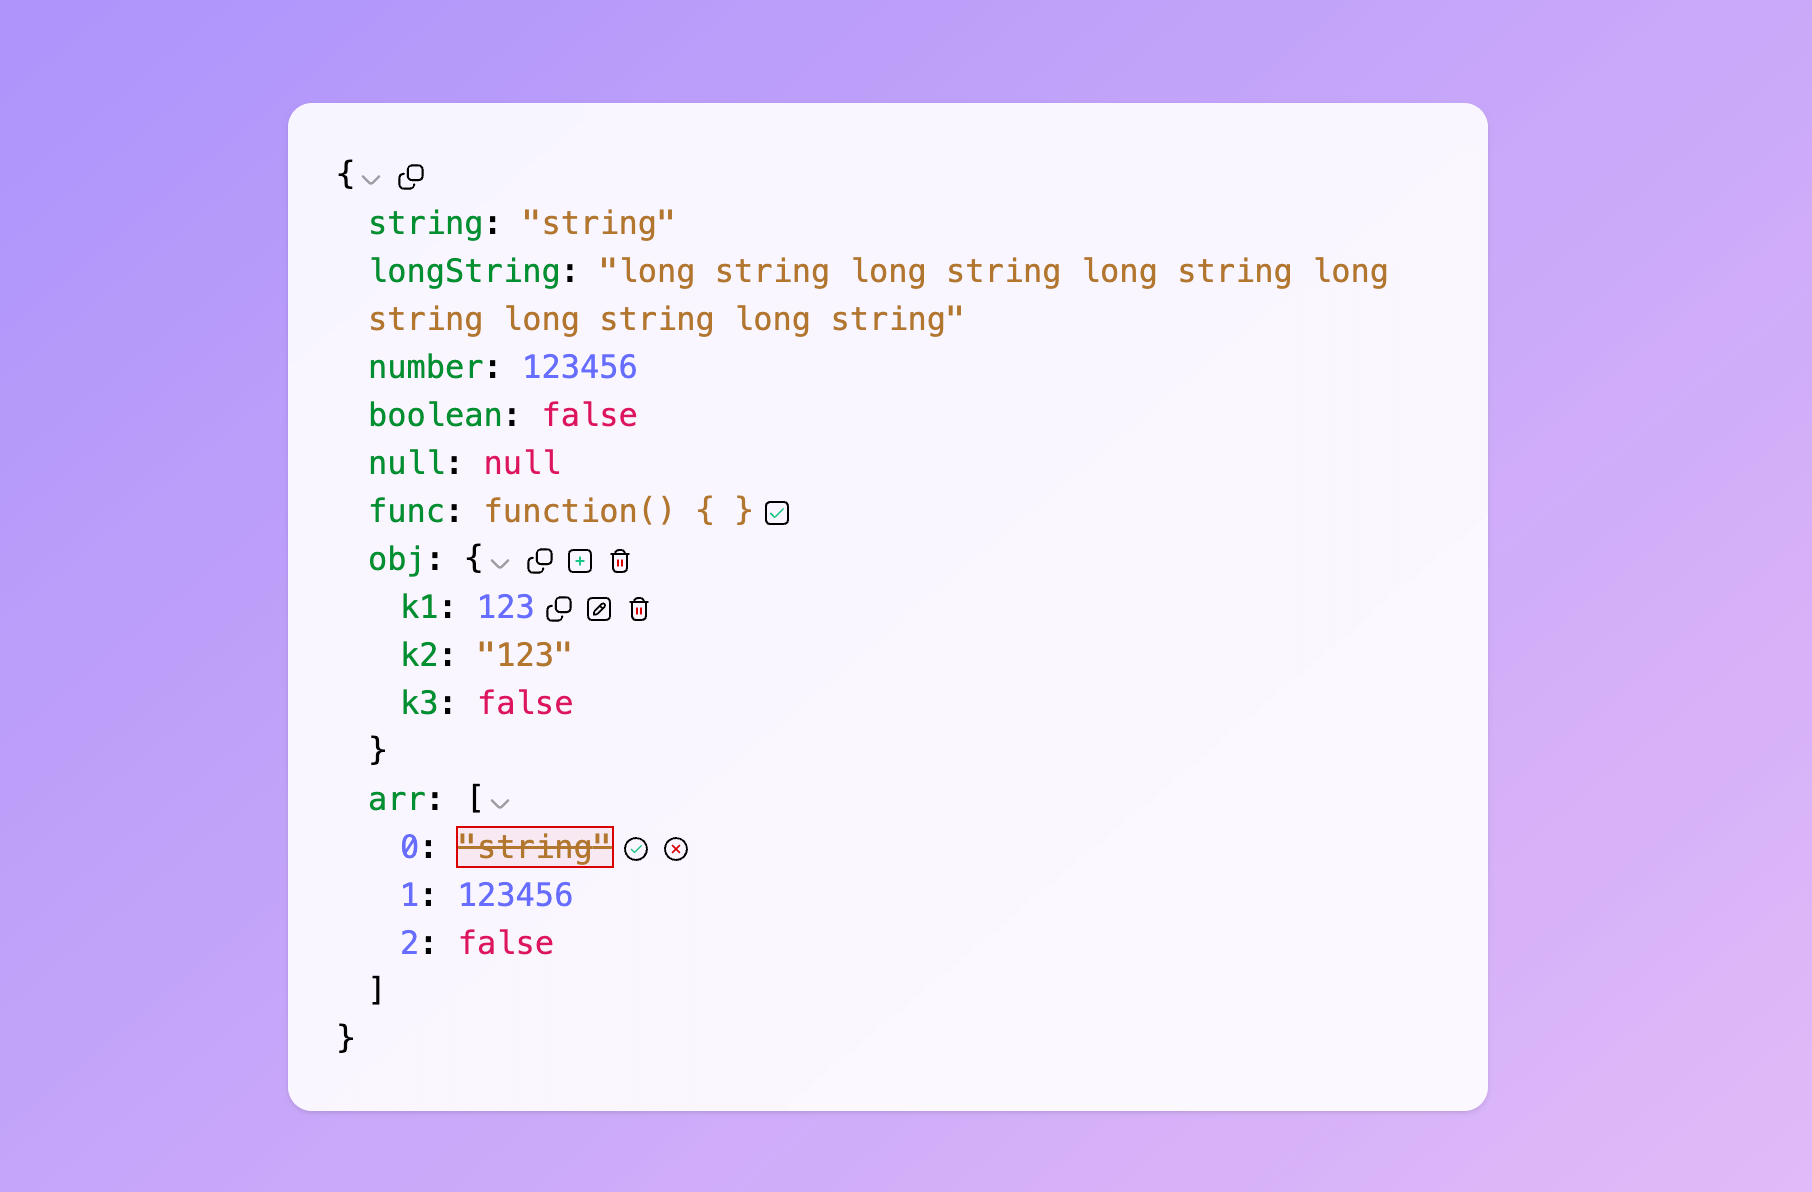 {
string: "string"
longString: "long string long string long string long
string long string long string"
number: 123456
boolean: false
null: null
func: function() { }
obj: {
k1: 123
k2: "123"
k3: false
}
arr: [
0: "string"
1: 123456
2: false
]
}